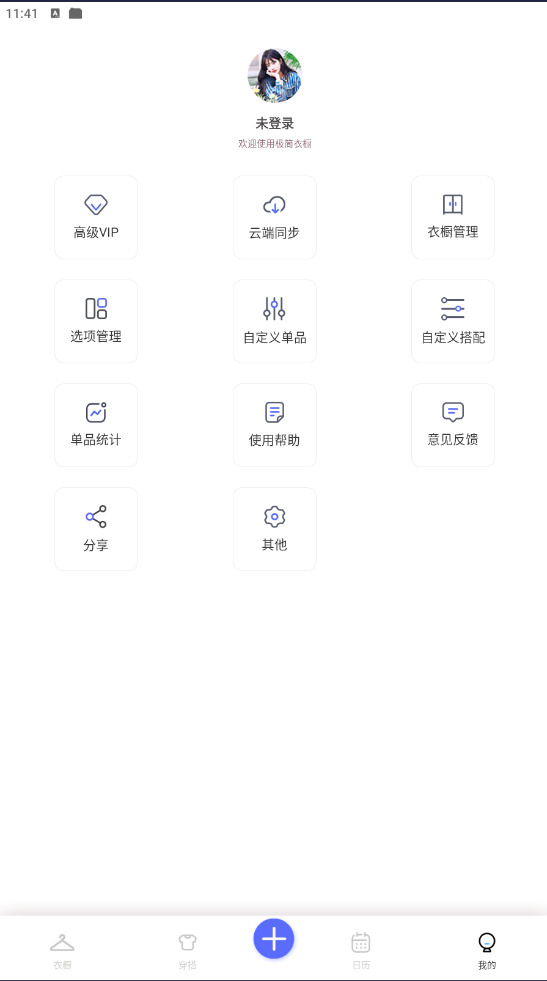 11:41
未登录
欢迎使用极简衣橱
高级VIP
云端同步
衣橱管理
选项管理
自定义单品
自定义搭配
单品统计
使用帮助
意见反馈
分享
其他
衣橱
穿搭
日历
我的